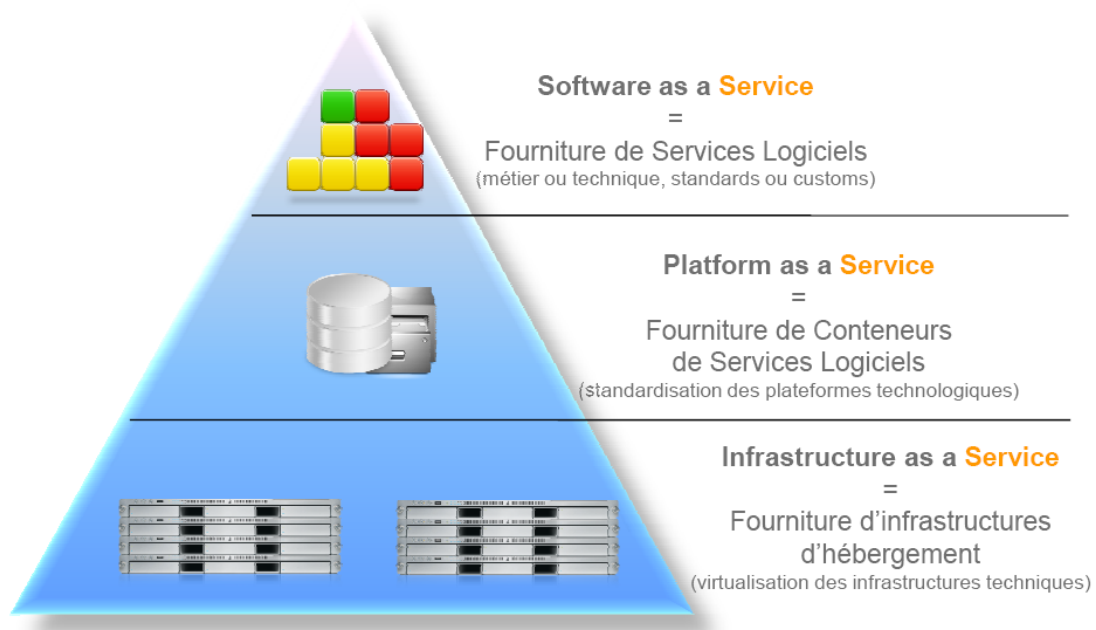 Software as a Service
=
Fourniture de Services Logiciels
(métier ou technique, standards ou customs)
Platform as a Service
=
Fourniture de Conteneurs
de Services Logiciels
(standardisation des plateformes technologiques)
Infrastructure as a Service
=
Fourniture d’infrastructures
d’hébergement
(virtualisation des infrastructures techniques)